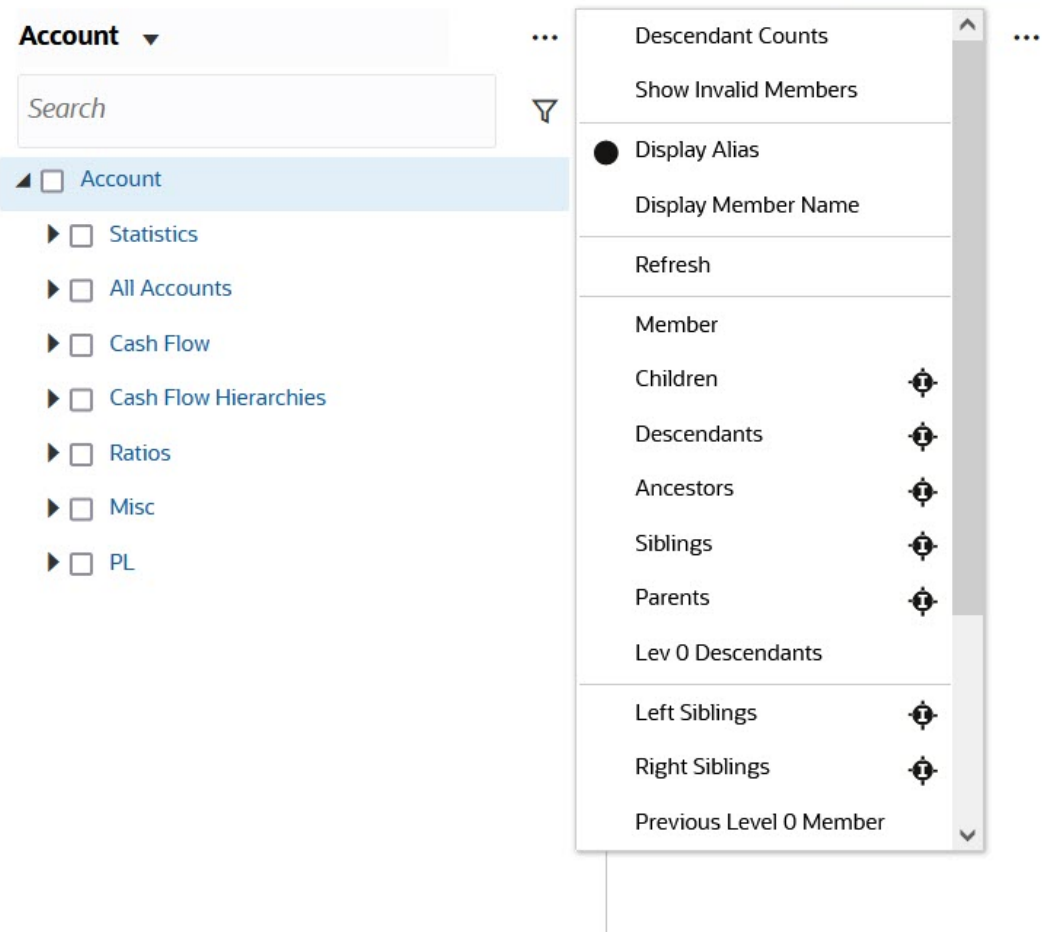 Account
Search
Account
Statistics
All Accounts
Cash Flow
Cash Flow Hierarchies
Ratios
Misc
PL
Descendant Counts
Show Invalid Members
Display Alias
Display Member Name
Refresh
Member
Children
Descendants
Ancestors
Siblings
Parents
Lev 0 Descendants
Left Siblings
Right Siblings
Previous Level 0 Member